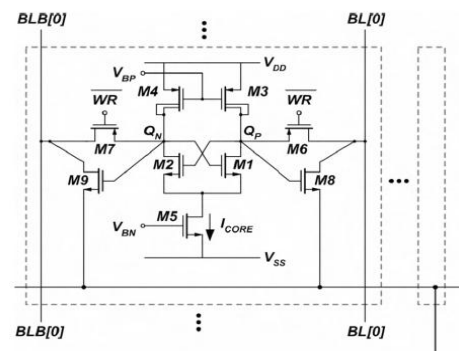 BLB[0]
BL[0]
V_DD
V_BP
M4
M3
WR
WR
Q_N
Q_P
M7
M6
M2
M1
M9
M8
M5
I_CORE
V_BN
V_SS
BLB[0]
BL[0]